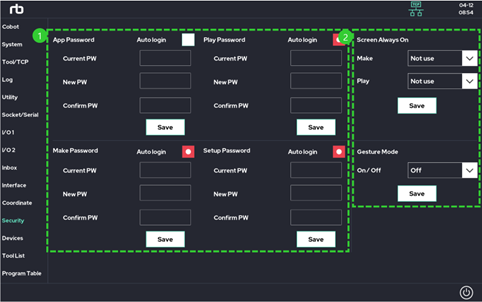 rb
TCP
04-12
08:54
Cobot
System
Tool/TCP
Log
Utility
Socket/Serial
I/O 1
I/O 2
Inbox
Interface
Coordinate
Security
Devices
Tool List
Program Table
1
App Password Auto login
Current PW
New PW
Confirm PW
Save
Play Password Auto login
Current PW
New PW
Confirm PW
Save
Make Password Auto login
Current PW
New PW
Confirm PW
Save
Setup Password Auto login
Current PW
New PW
Confirm PW
Save
2
Screen Always On
Make Not use
Play Not use
Save
Gesture Mode
On/ Off Off
Save